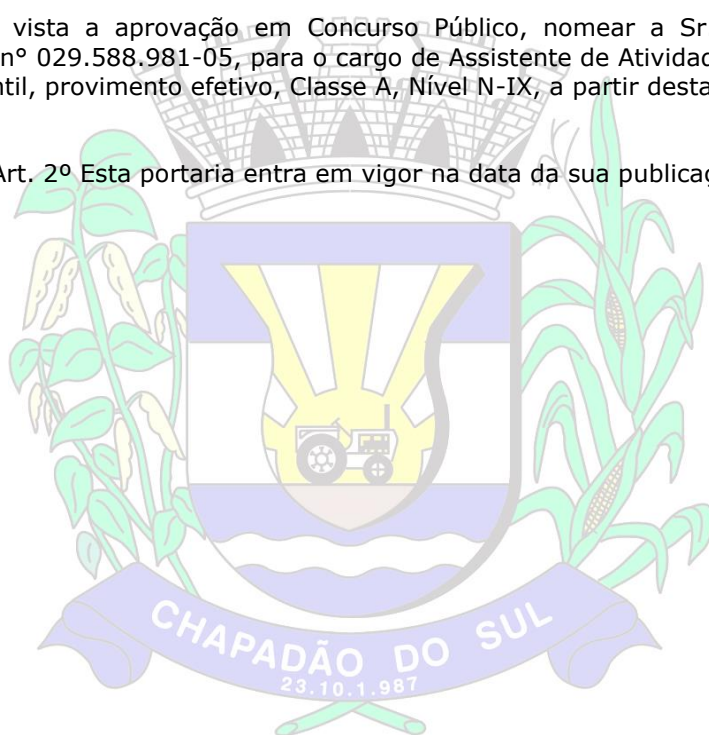 vista a aprovação em Concurso Público, nomear a Sr
n° 029.588.981-05, para o cargo de Assistente de Atividad
ntil, provimento efetivo, Classe A, Nível N-IX, a partir desta
Art. 2º Esta portaria entra em vigor na data da sua publicaç
CHAPADÃO DO SUL
23.10.1.987